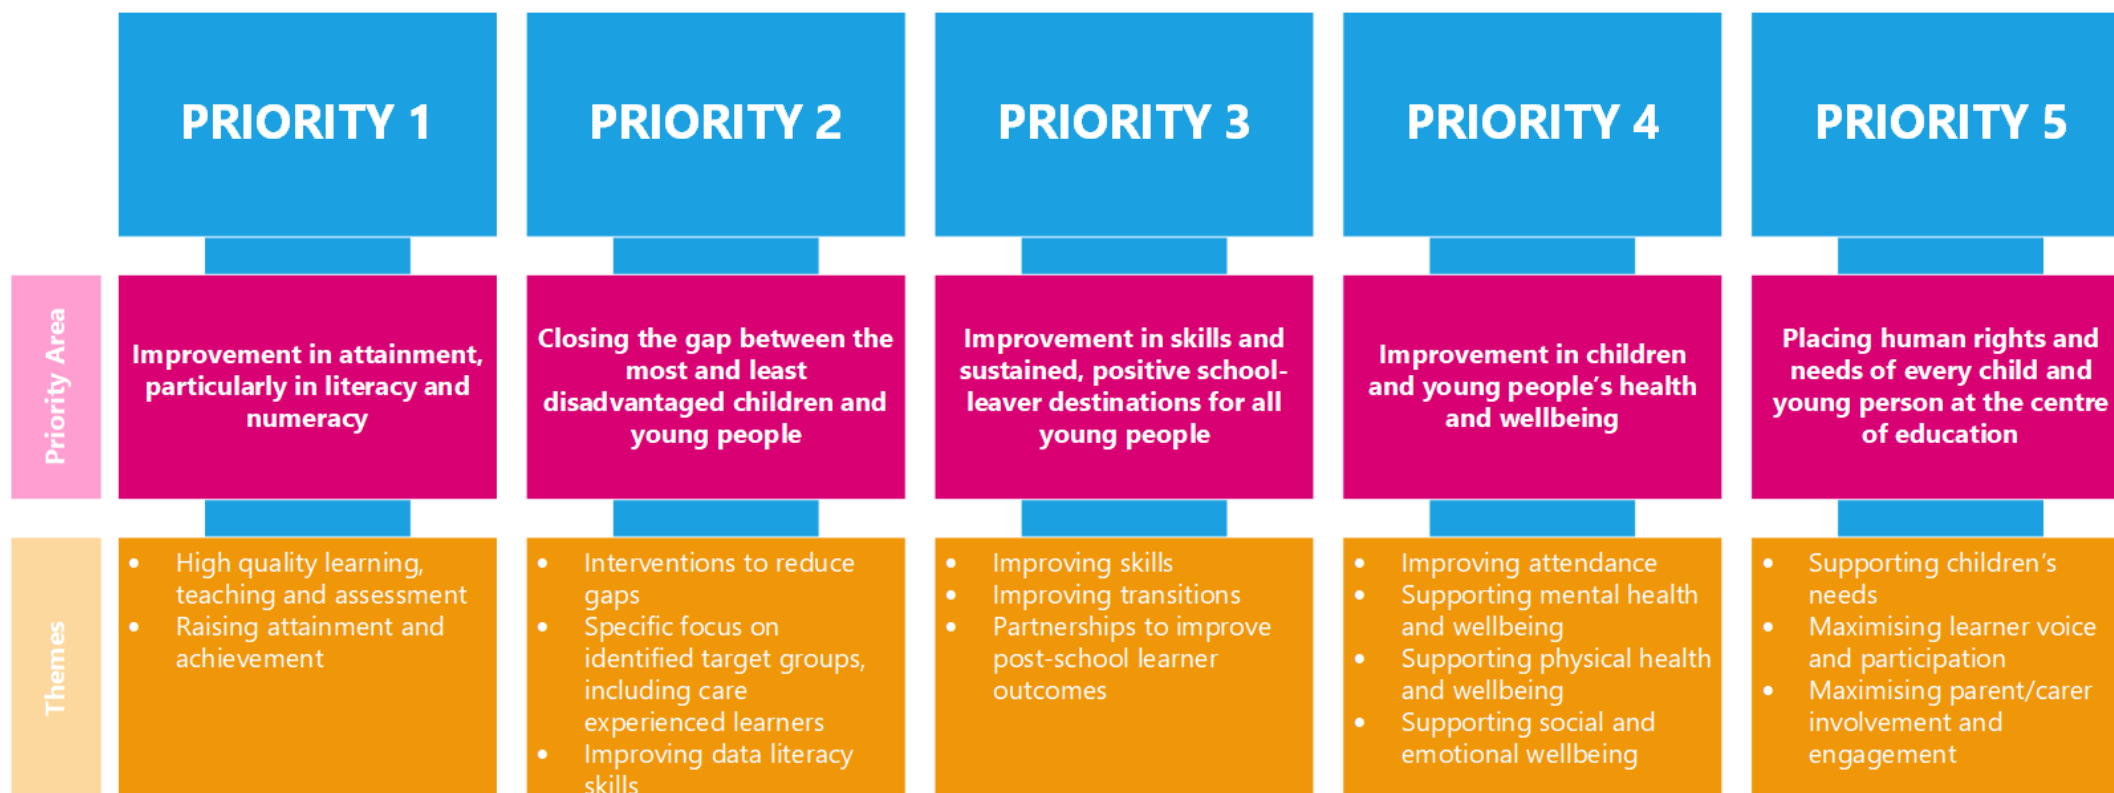 PRIORITY 1
PRIORITY 2
PRIORITY 3
PRIORITY 4
PRIORITY 5
Priority Area
Improvement in attainment,
particularly in literacy and
numeracy
Closing the gap between the
most and least
disadvantaged children and
young people
Improvement in skills and
sustained, positive school-
leaver destinations for all
young people
Improvement in children
and young people’s health
and wellbeing
Placing human rights and
needs of every child and
young person at the centre
of education
Themes
• High quality learning,
teaching and assessment
• Raising attainment and
achievement
• Interventions to reduce
gaps
• Specific focus on
identified target groups,
including care
experienced learners
• Improving data literacy
skills
• Improving skills
• Improving transitions
• Partnerships to improve
post-school learner
outcomes
• Improving attendance
• Supporting mental health
and wellbeing
• Supporting physical health
and wellbeing
• Supporting social and
emotional wellbeing
• Supporting children’s
needs
• Maximising learner voice
and participation
• Maximising parent/carer
involvement and
engagement